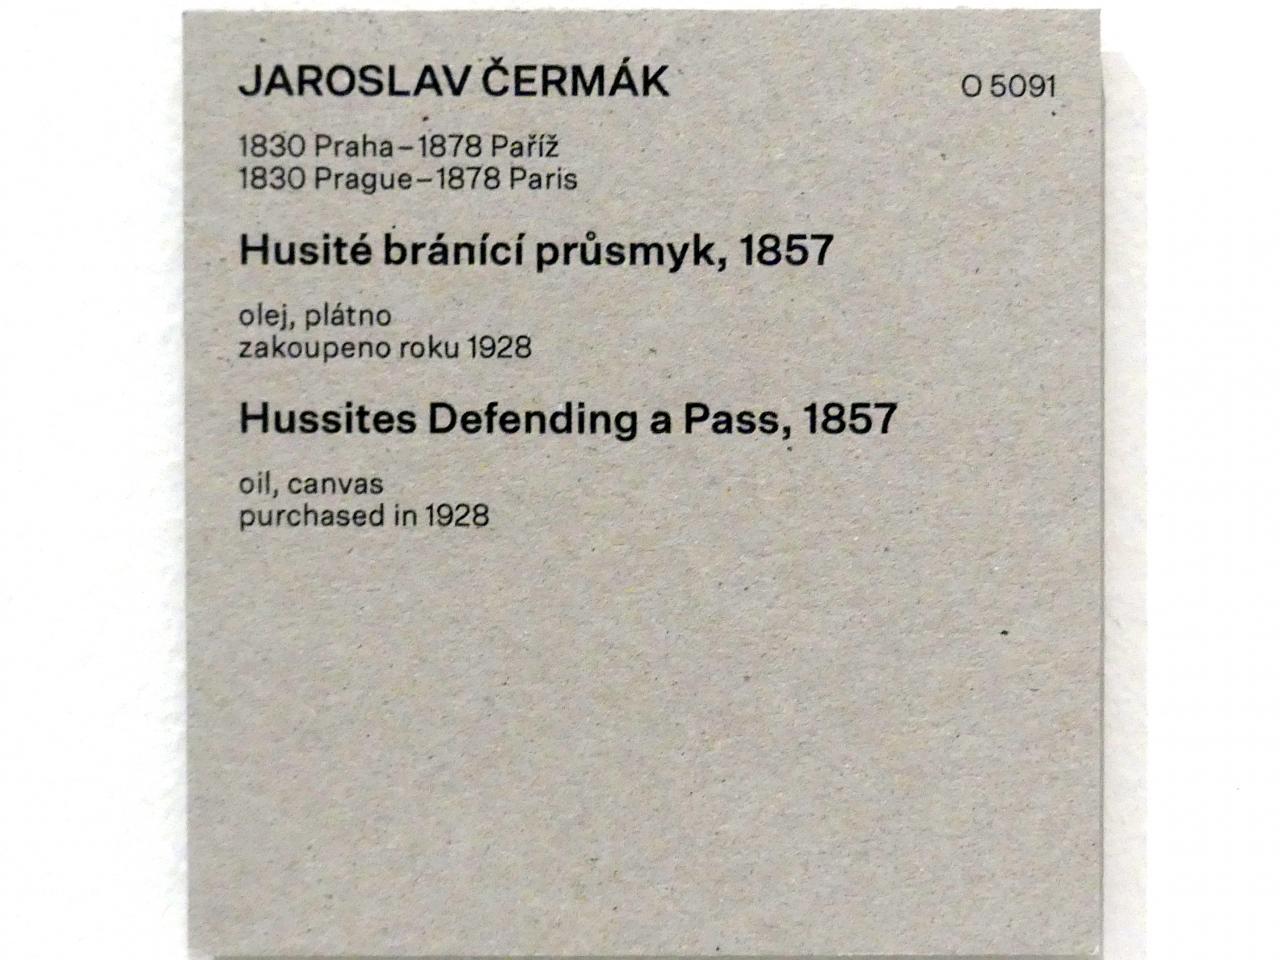 JAROSLAV ČERMÁK O 5091
1830 Praha–1878 Paříž
1830 Prague–1878 Paris
Husité bránící průsmyk, 1857
olej, plátno
zakoupeno roku 1928
Hussites Defending a Pass, 1857
oil, canvas
purchased in 1928